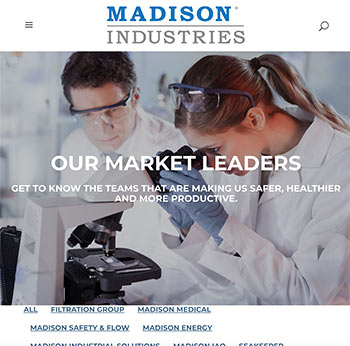 MADISON®
INDUSTRIES
OUR MARKET LEADERS
GET TO KNOW THE TEAMS THAT ARE MAKING US SAFER, HEALTHIER
AND MORE PRODUCTIVE.
ALL FILTRATION GROUP MADISON MEDICAL
MADISON SAFETY & FLOW MADISON ENERGY
MADISON INDUSTRIAL SOLUTIONS MADISON IAQ SEAKEEPER